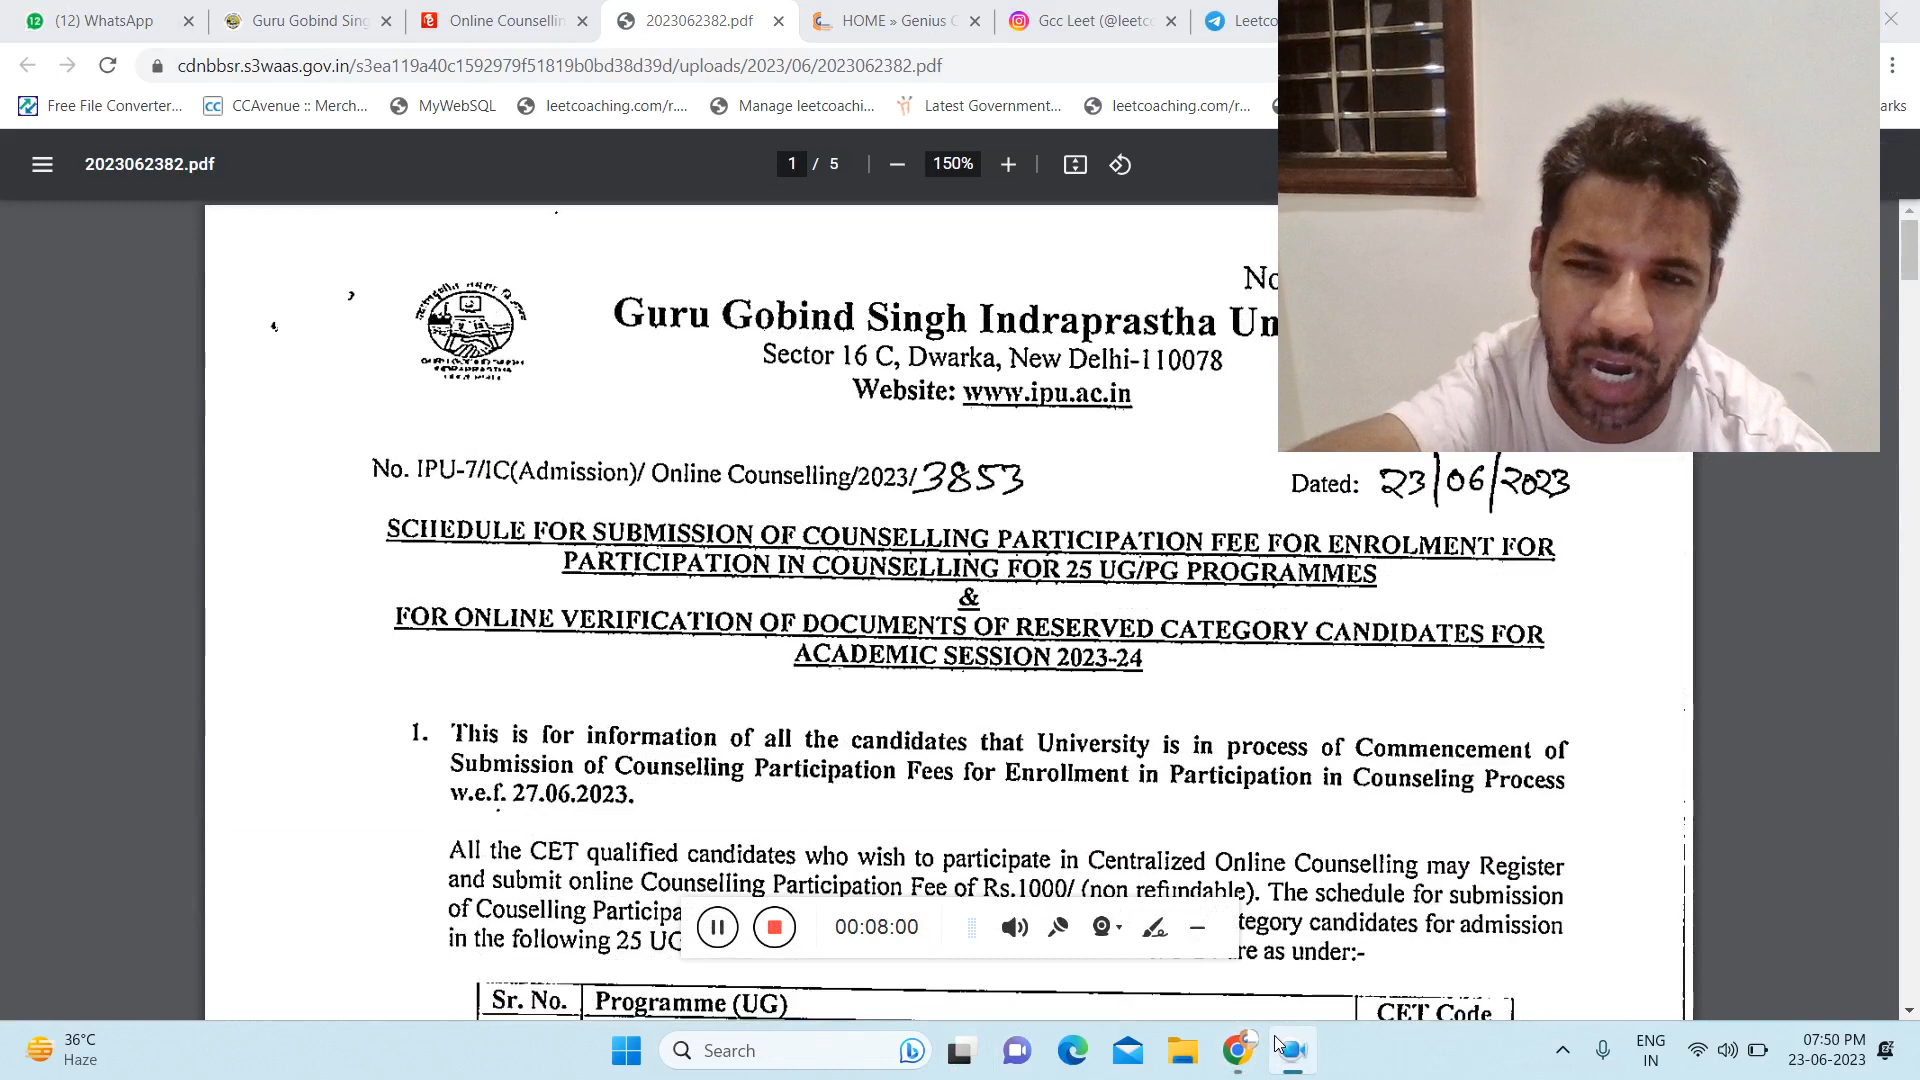 (12) WhatsApp
Guru Gobind Sing
Online Counsellin
2023062382.pdf
HOME » Genius C
Gcc Leet (@leetc
Leetco
cdnbbsr.s3waas.gov.in/s3ea119a40c1592979f51819b0bd38d39d/uploads/2023/06/2023062382.pdf
Free File Converter...
CCAvenue :: Merch...
MyWebSQL
leetcoaching.com/r....
Manage leetcoachi...
Latest Government...
leetcoaching.com/r...
arks
2023062382.pdf
1 / 5
150%
No
Guru Gobind Singh Indraprastha Un
Sector 16 C, Dwarka, New Delhi-110078
Website: www.ipu.ac.in
No. IPU-7/IC(Admission)/ Online Counselling/2023/3853
Dated: 23/06/2023
SCHEDULE FOR SUBMISSION OF COUNSELLING PARTICIPATION FEE FOR ENROLMENT FOR
PARTICIPATION IN COUNSELLING FOR 25 UG/PG PROGRAMMES
&
FOR ONLINE VERIFICATION OF DOCUMENTS OF RESERVED CATEGORY CANDIDATES FOR
ACADEMIC SESSION 2023-24
1. This is for information of all the candidates that University is in process of Commencement of
Submission of Counselling Participation Fees for Enrollment in Participation in Counseling Process
w.e.f. 27.06.2023.
All the CET qualified candidates who wish to participate in Centralized Online Counselling may Register
and submit online Counselling Participation Fee of Rs.1000/ (non refundable). The schedule for submission
of Couselling Participa
tegory candidates for admission
in the following 25 UG
re as under:-
00:08:00
Sr. No. Programme (UG) CET Code
36°C
Haze
Search
ENG
IN
07:50 PM
23-06-2023